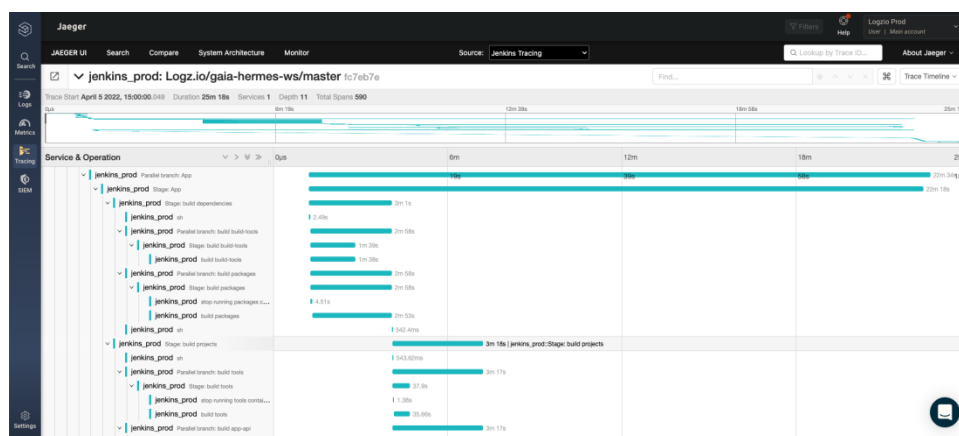 Jaeger
Filters
Help
Logzio Prod
User | Main account
JAEGER UI Search Compare System Architecture Monitor
Source: Jenkins Tracing
Lookup by Trace ID...
About Jaeger
Search
Logs
Metrics
Tracing
SIEM
Settings
jenkins_prod: Logz.io/gaia-hermes-ws/master fc7eb7e
Find...
Trace Timeline
Trace Start April 5 2022, 15:00:00.049 Duration 25m 18s Services 1 Depth 11 Total Spans 590
0μs 6m 19s 12m 39s 18m 58s 25m
Service & Operation 0μs 6m 12m 18m
19s 39s 58s
jenkins_prod Parallel branch: App 22m 34s
jenkins_prod Stage: App 22m 18s
jenkins_prod Stage: build dependencies 3m 1s
jenkins_prod sh 2.49s
jenkins_prod Parallel branch: build build-tools 2m 58s
jenkins_prod Stage: build build-tools 1m 39s
jenkins_prod build build-tools 1m 38s
jenkins_prod Parallel branch: build packages 2m 58s
jenkins_prod Stage: build packages 2m 58s
jenkins_prod stop running packages c... 4.51s
jenkins_prod build packages 2m 53s
jenkins_prod sh 542.4ms
jenkins_prod Stage: build projects 3m 18s | jenkins_prod::Stage: build projects
jenkins_prod sh 543.62ms
jenkins_prod Parallel branch: build tools 3m 17s
jenkins_prod Stage: build tools 37.9s
jenkins_prod stop running tools contai... 1.38s
jenkins_prod build tools 35.66s
jenkins_prod Parallel branch: build app-api 3m 17s